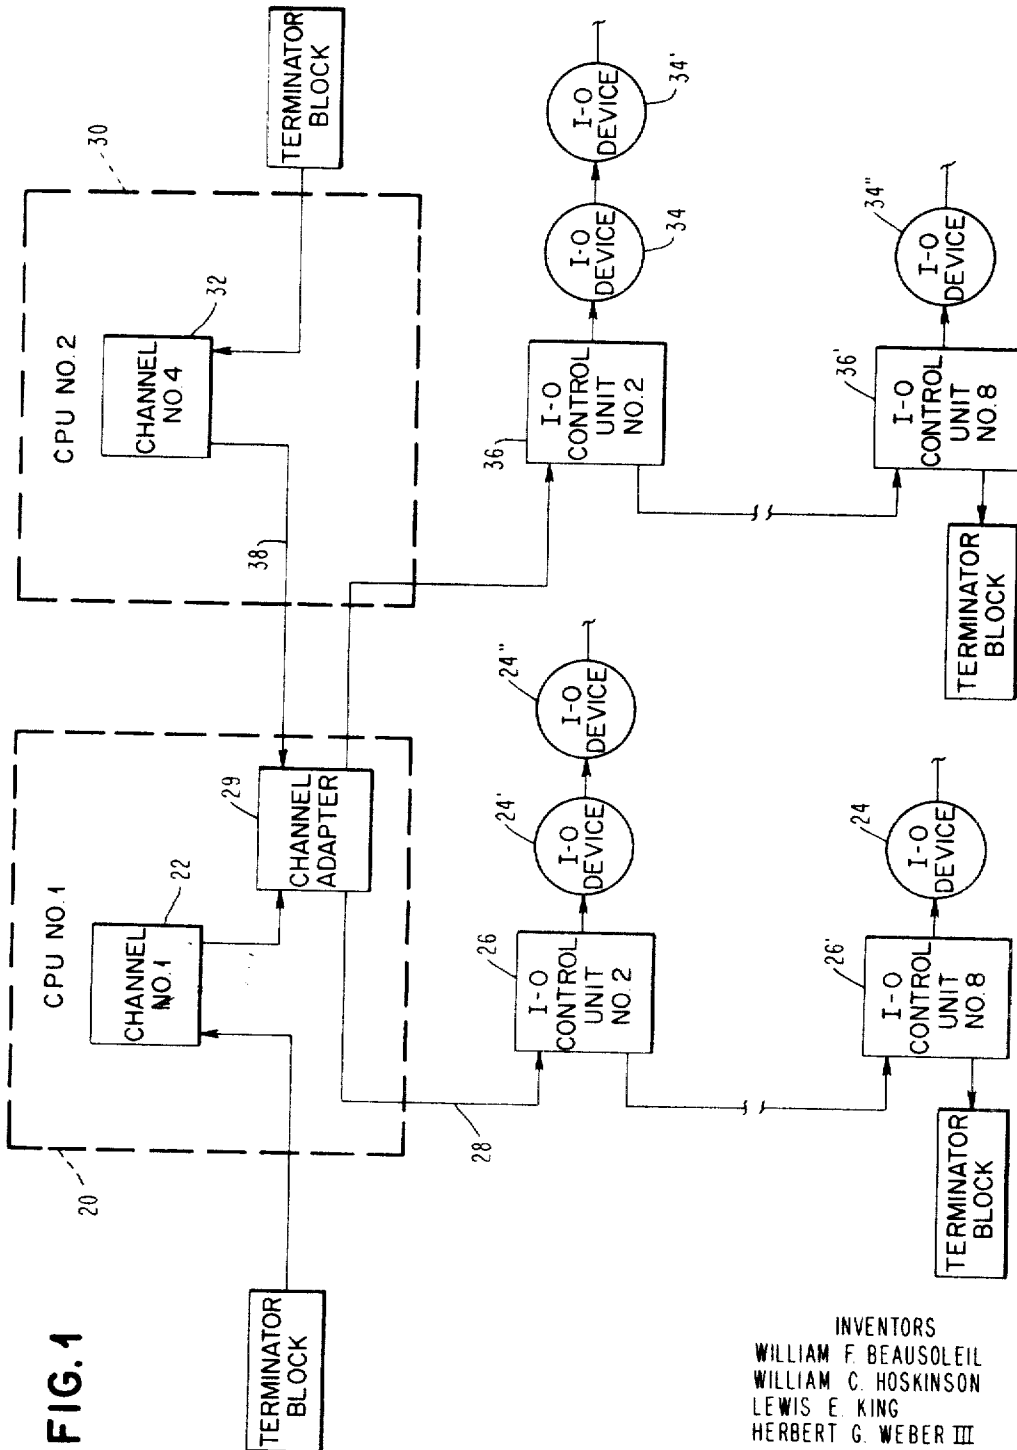 FIG. 1
CPU NO. 1
20
CHANNEL
NO. 1
22
CHANNEL
ADAPTER
29
TERMINATOR
BLOCK
28
CPU NO. 2
30
CHANNEL
NO. 4
32
38
TERMINATOR
BLOCK
I-O
CONTROL
UNIT
NO. 2
26
I-O
DEVICE
24'
I-O
DEVICE
24"
I-O
CONTROL
UNIT
NO. 2
36
I-O
DEVICE
34
I-O
DEVICE
34'
I-O
CONTROL
UNIT
NO. 8
26'
I-O
DEVICE
24
TERMINATOR
BLOCK
I-O
CONTROL
UNIT
NO. 8
36'
I-O
DEVICE
34"
TERMINATOR
BLOCK
INVENTORS
WILLIAM F. BEAUSOLEIL
WILLIAM C. HOSKINSON
LEWIS E. KING
HERBERT G. WEBER III